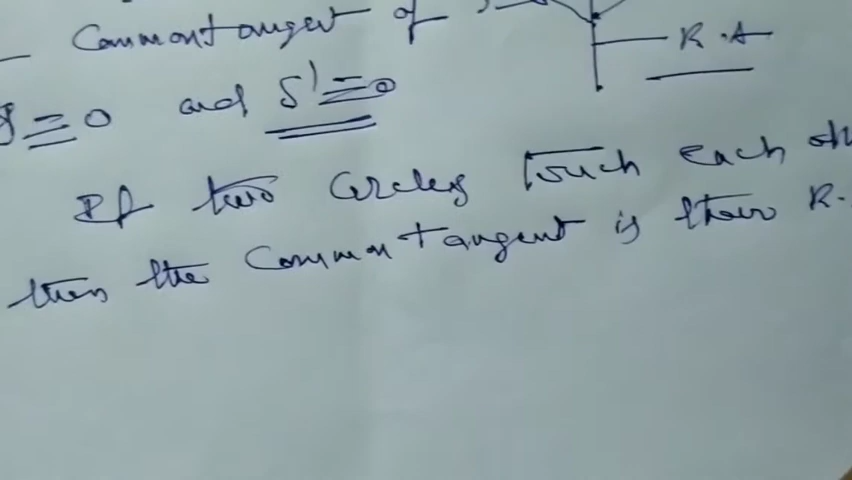 Common tangent of
R.A
S ≡ 0 and S' ≡ 0
If two circles Touch each
then the Common tangent is their R.